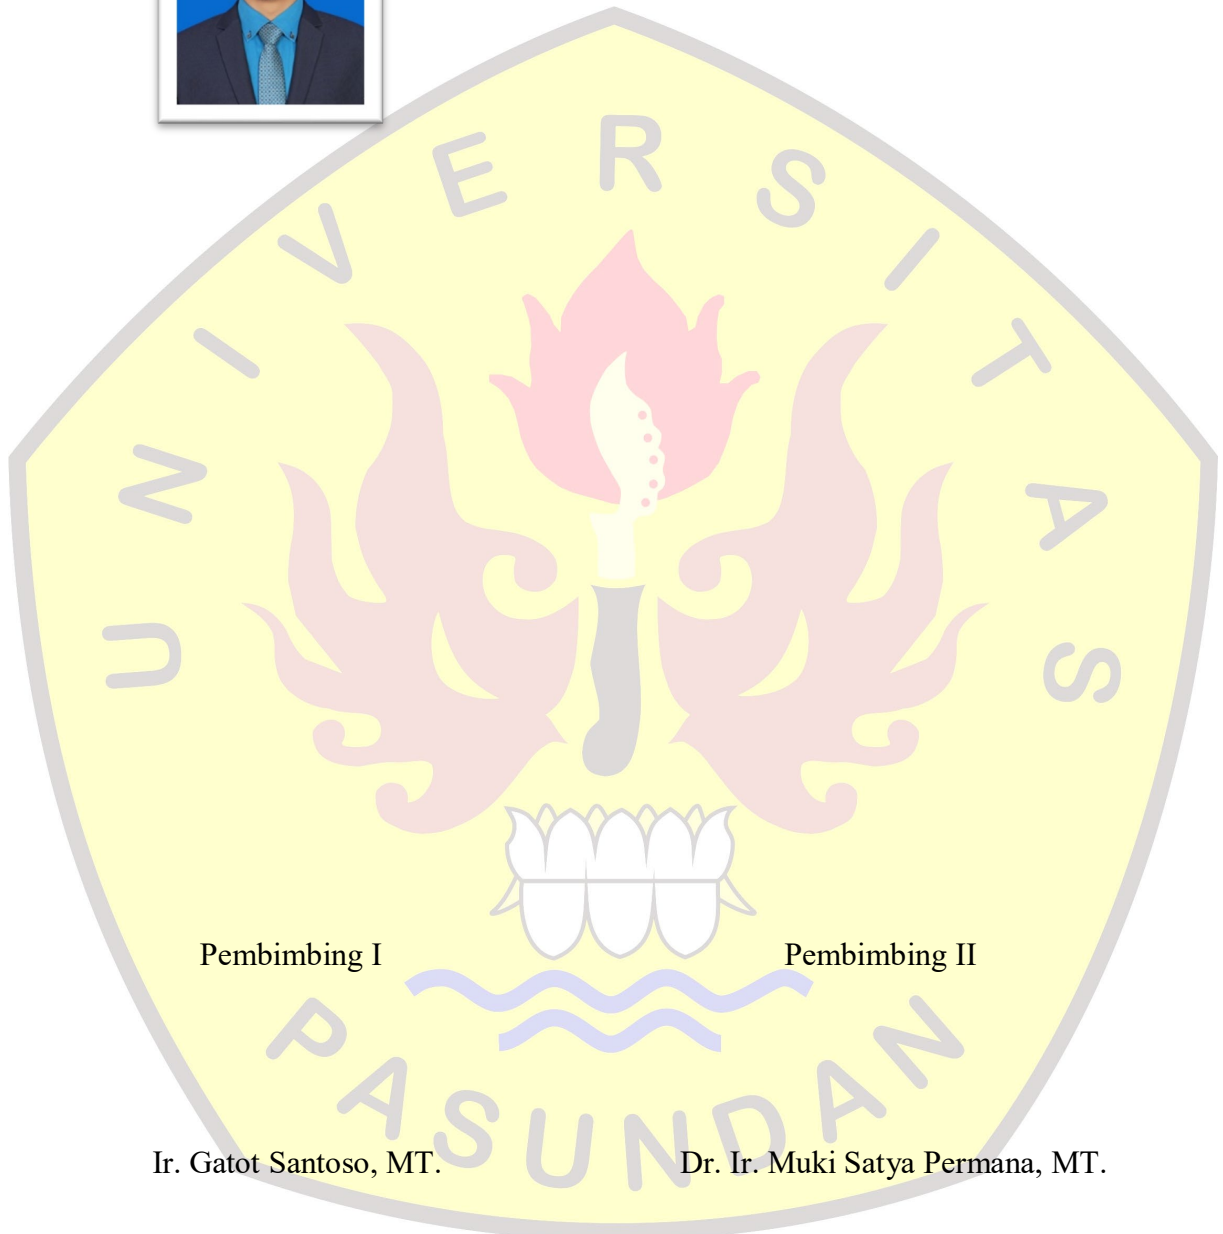 UNIVERSITAS
Pembimbing I Pembimbing II
PASUNDAN
Ir. Gatot Santoso, MT. Dr. Ir. Muki Satya Permana, MT.